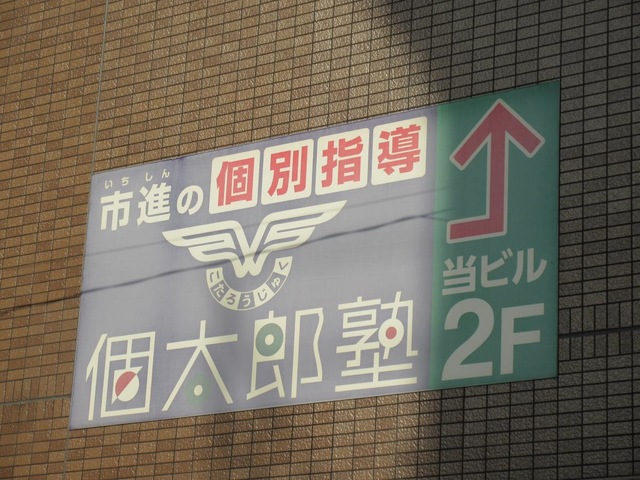 いちしん
市進の個別指導
こたろうじゅく
個太郎塾
当ビル
2F